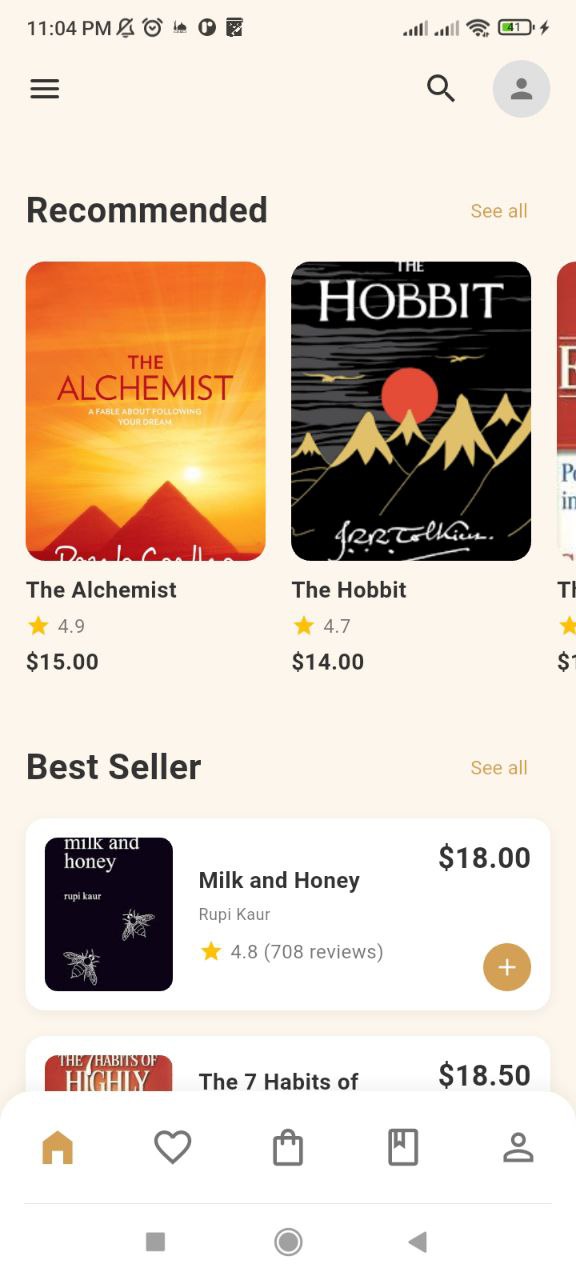 11:04 PM
41
Recommended
See all
THE
ALCHEMIST
A FABLE ABOUT FOLLOWING
YOUR DREAM
THE
HOBBIT
J.R.R. Tolkien.
The Alchemist
4.9
$15.00
The Hobbit
4.7
$14.00
Best Seller
See all
milk and
honey
rupi kaur
Milk and Honey
Rupi Kaur
4.8 (708 reviews)
$18.00
+
THE 7 HABITS OF
HIGHLY
The 7 Habits of
$18.50